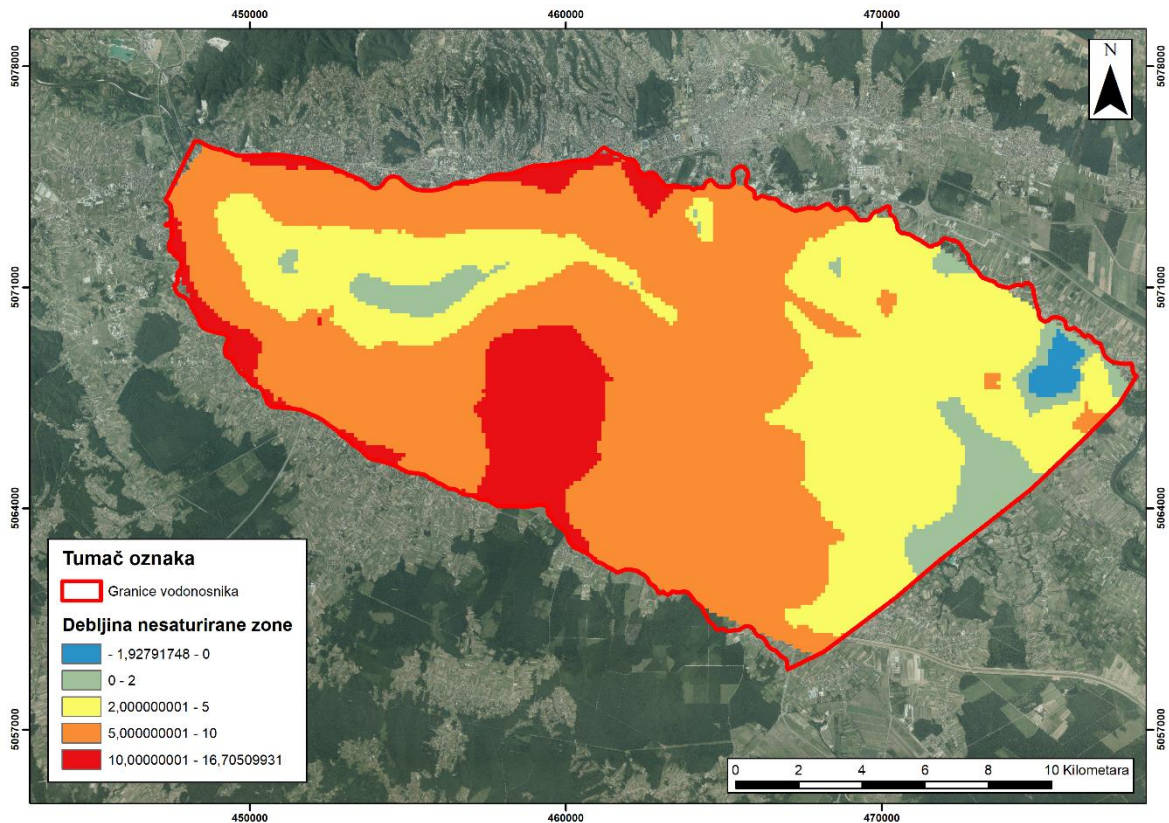 450000
460000
470000
5078000
5078000
N
5071000
5071000
5064000
5064000
Tumač oznaka
Granice vodonosnika
Debljina nesaturirane zone
- 1,92791748 - 0
0 - 2
2,000000001 - 5
5,000000001 - 10
10,00000001 - 16,70509931
5057000
5057000
0 2 4 6 8 10 Kilometara
450000
460000
470000